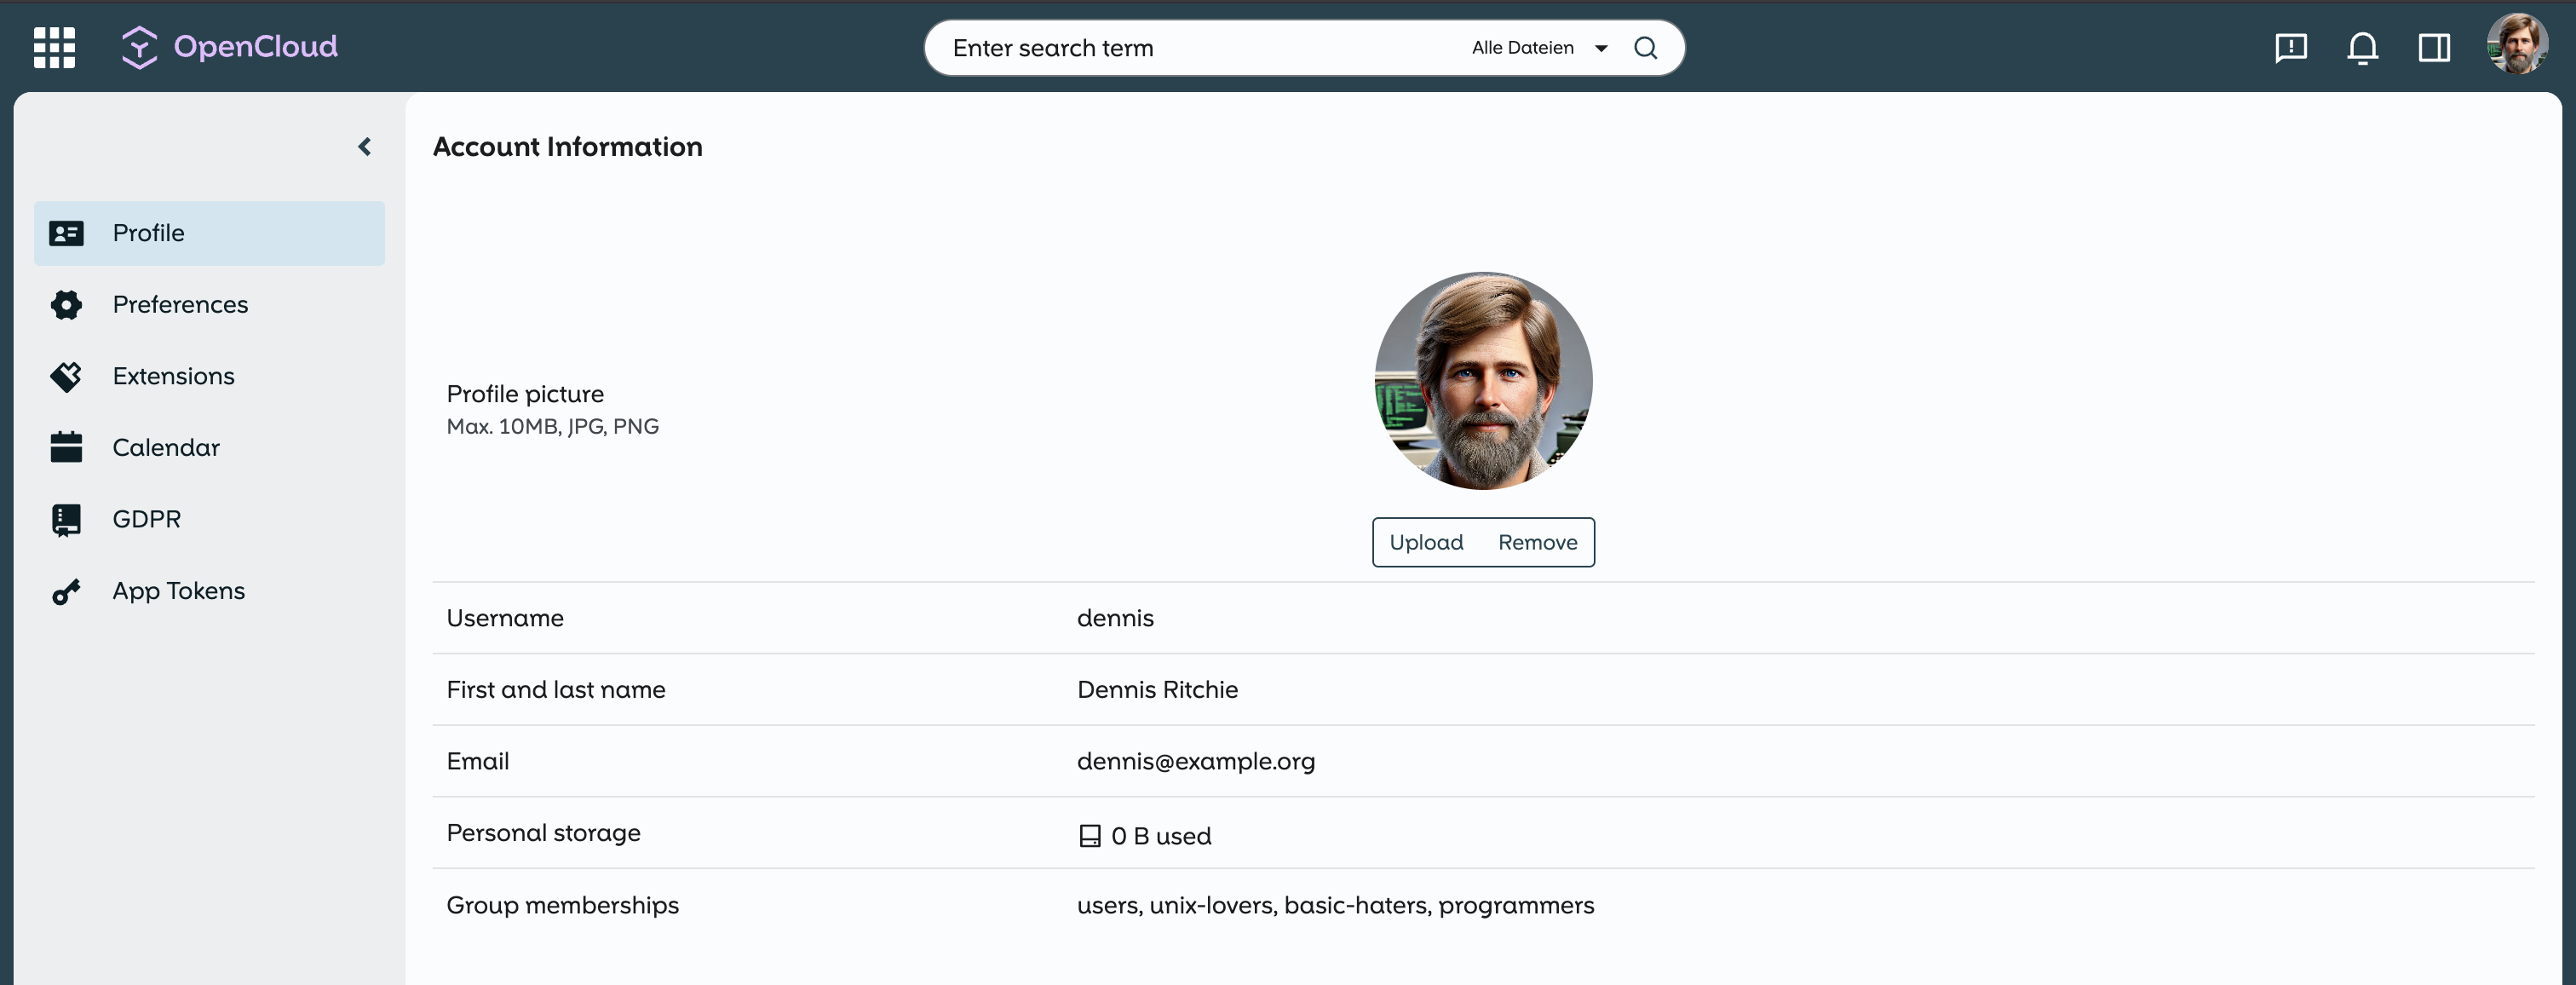 OpenCloud
Enter search term
Alle Dateien
Account Information
Profile
Preferences
Extensions
Calendar
GDPR
App Tokens
Profile picture
Max. 10MB, JPG, PNG
Upload Remove
Username dennis
First and last name Dennis Ritchie
Email dennis@example.org
Personal storage 0 B used
Group memberships users, unix-lovers, basic-haters, programmers